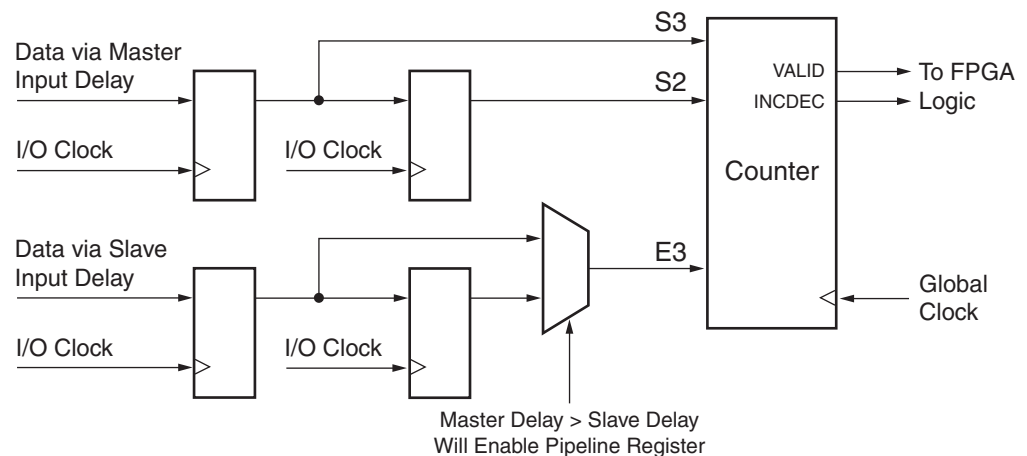 S3
Data via Master
Input Delay
S2
VALID
INCDEC
To FPGA
Logic
I/O Clock
I/O Clock
Counter
Data via Slave
Input Delay
E3
Global
Clock
I/O Clock
I/O Clock
Master Delay > Slave Delay
Will Enable Pipeline Register